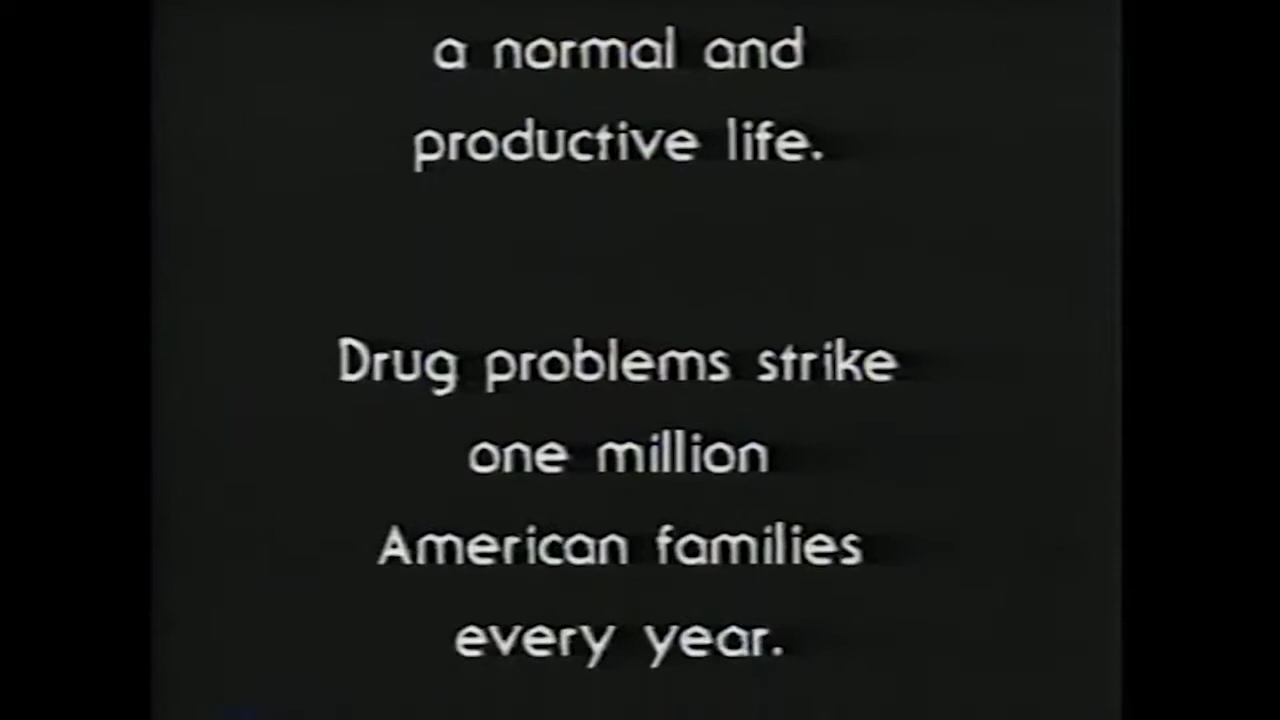 a normal and
productive life.
Drug problems strike
one million
American families
every year.